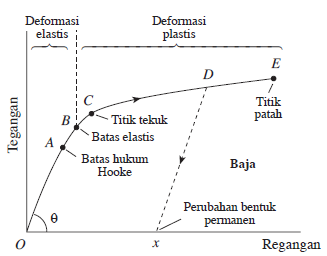 Deformasi
elastis
Deformasi
plastis
Tegangan
E
D
C
Titik tekuk
Titik
patah
B
Batas elastis
A
Batas hukum
Hooke
Baja
θ
Perubahan bentuk
permanen
O
x
Regangan